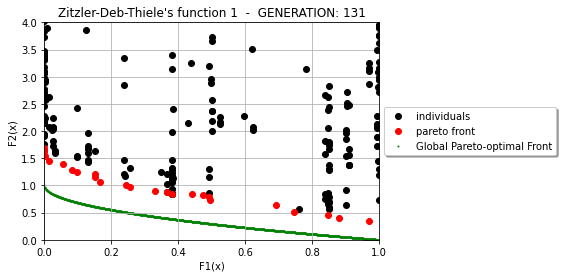 Zitzler-Deb-Thiele's function 1 - GENERATION: 131
4.0
3.5
3.0
2.5
2.0
1.5
1.0
0.5
0.0
F2(x)
0.0 0.2 0.4 0.6 0.8 1.0
F1(x)
individuals
pareto front
Global Pareto-optimal Front